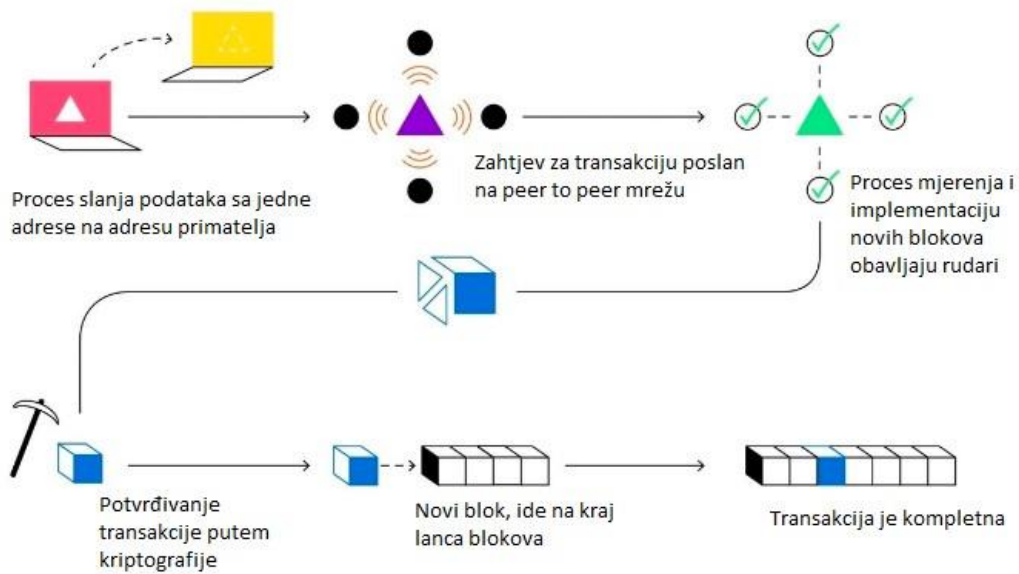 Proces slanja podataka sa jedne
adrese na adresu primatelja
Zahtjev za transakciju poslan
na peer to peer mrežu
Proces mjerenja i
implementaciju
novih blokova
obavljaju rudari
Potvrđivanje
transakcije putem
kriptografije
Novi blok, ide na kraj
lanca blokova
Transakcija je kompletna